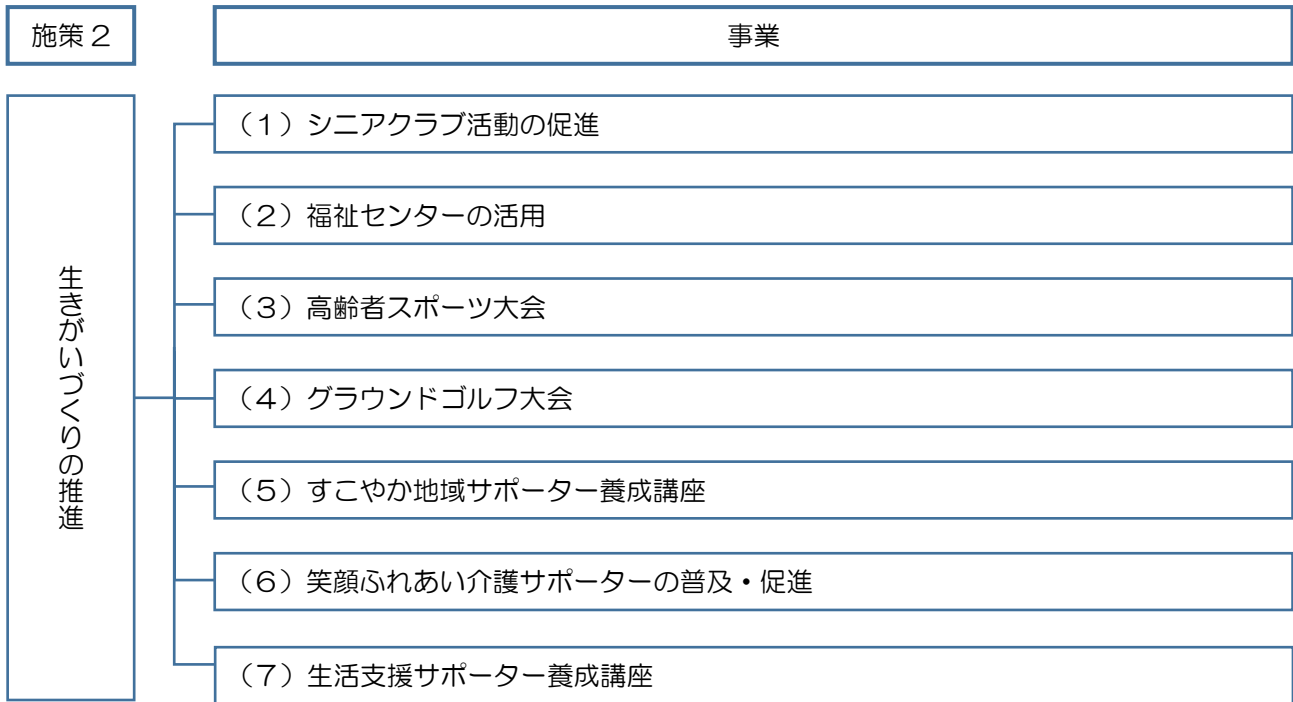 施策２
事業
生きがいづくりの推進
（１）シニアクラブ活動の促進
（２）福祉センターの活用
（３）高齢者スポーツ大会
（４）グラウンドゴルフ大会
（５）すこやか地域サポーター養成講座
（６）笑顔ふれあい介護サポーターの普及・促進
（７）生活支援サポーター養成講座